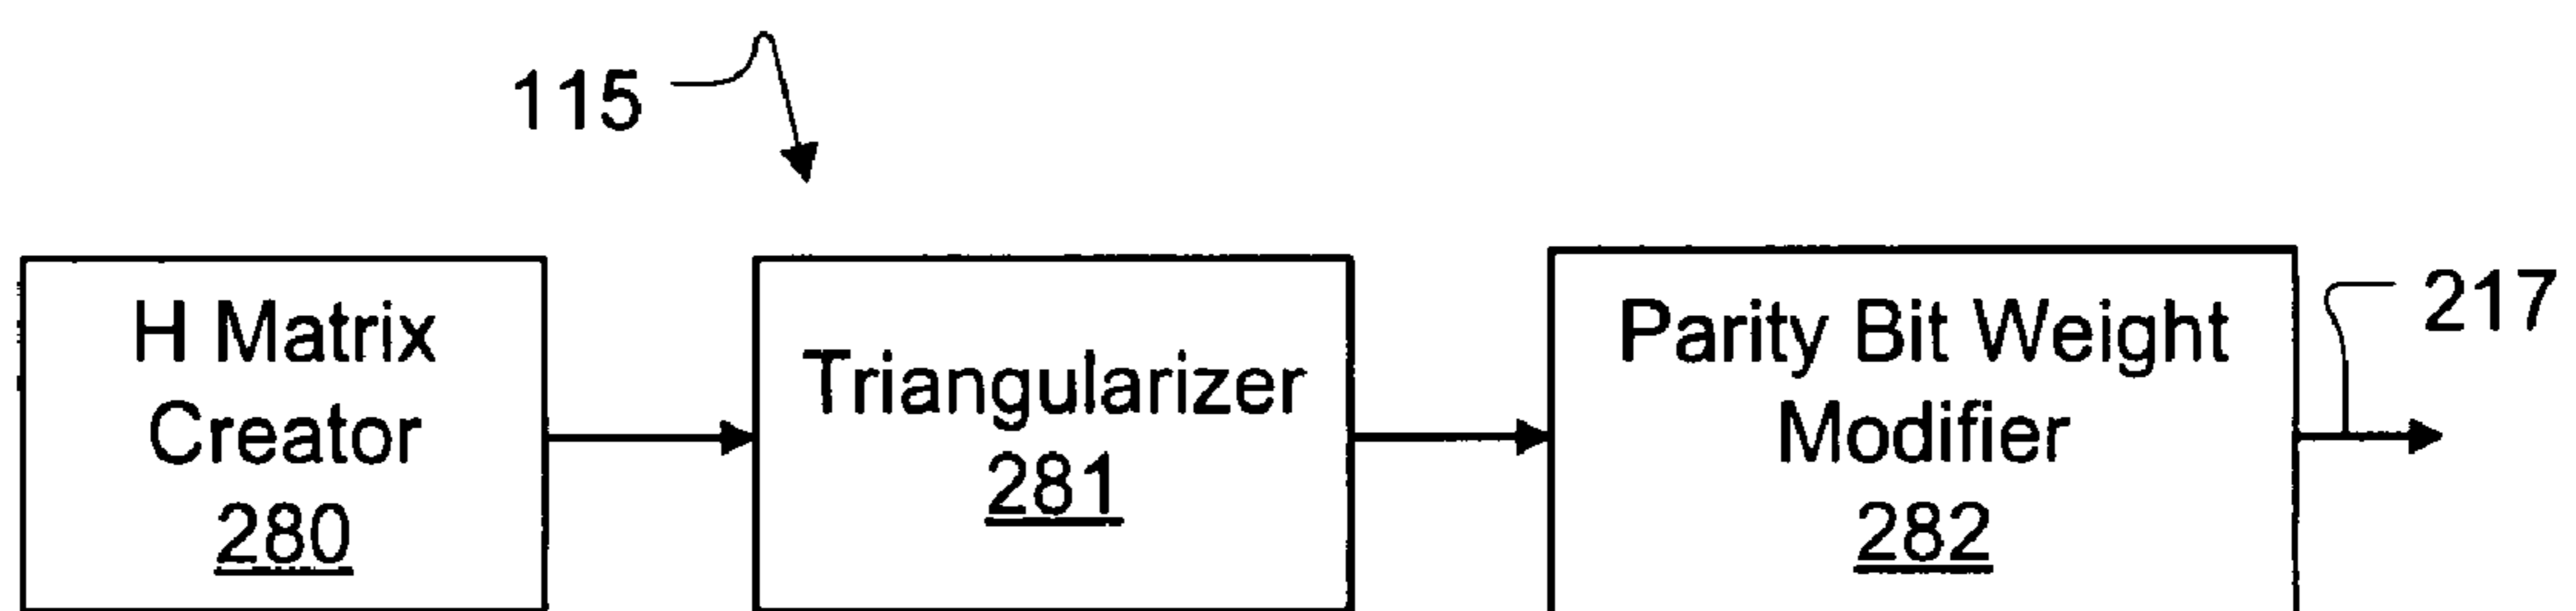 115
H Matrix
Creator
280
Triangularizer
281
Parity Bit Weight
Modifier
282
217